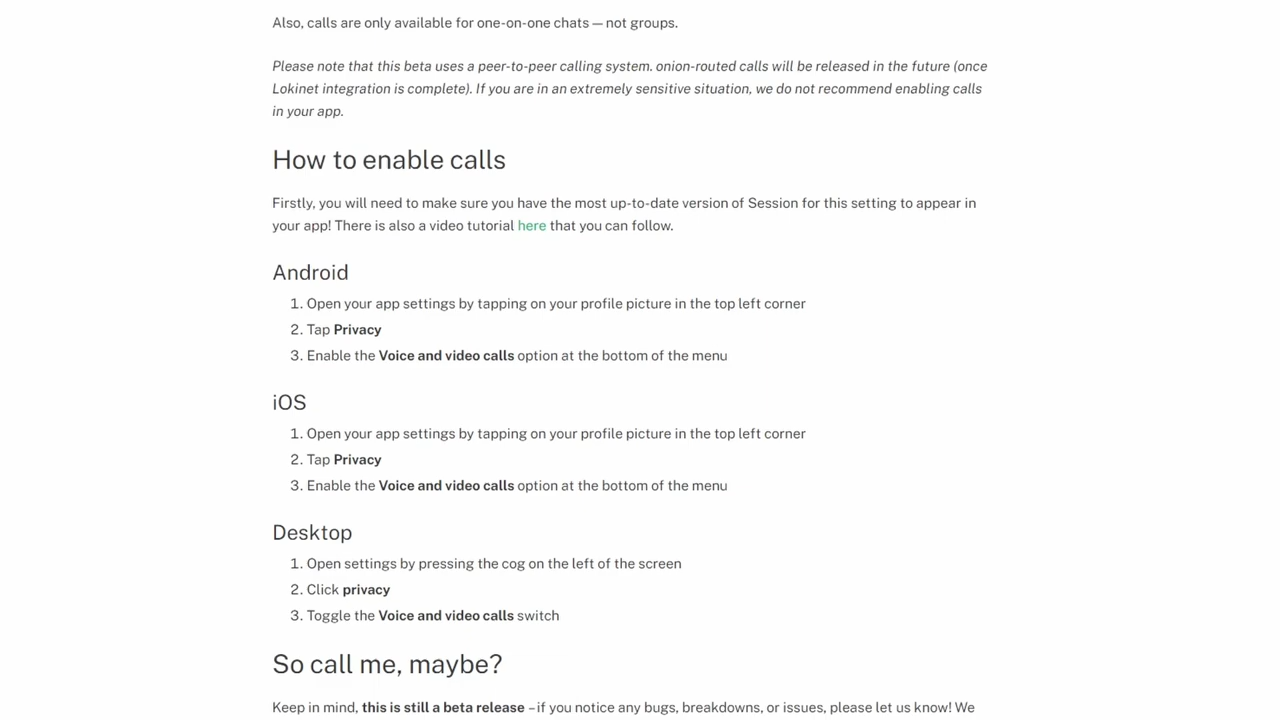 Also, calls are only available for one-on-one chats — not groups.
Please note that this beta uses a peer-to-peer calling system. onion-routed calls will be released in the future (once
Lokinet integration is complete). If you are in an extremely sensitive situation, we do not recommend enabling calls
in your app.
How to enable calls
Firstly, you will need to make sure you have the most up-to-date version of Session for this setting to appear in
your app! There is also a video tutorial here that you can follow.
Android
1. Open your app settings by tapping on your profile picture in the top left corner
2. Tap Privacy
3. Enable the Voice and video calls option at the bottom of the menu
iOS
1. Open your app settings by tapping on your profile picture in the top left corner
2. Tap Privacy
3. Enable the Voice and video calls option at the bottom of the menu
Desktop
1. Open settings by pressing the cog on the left of the screen
2. Click privacy
3. Toggle the Voice and video calls switch
So call me, maybe?
Keep in mind, this is still a beta release – if you notice any bugs, breakdowns, or issues, please let us know! We